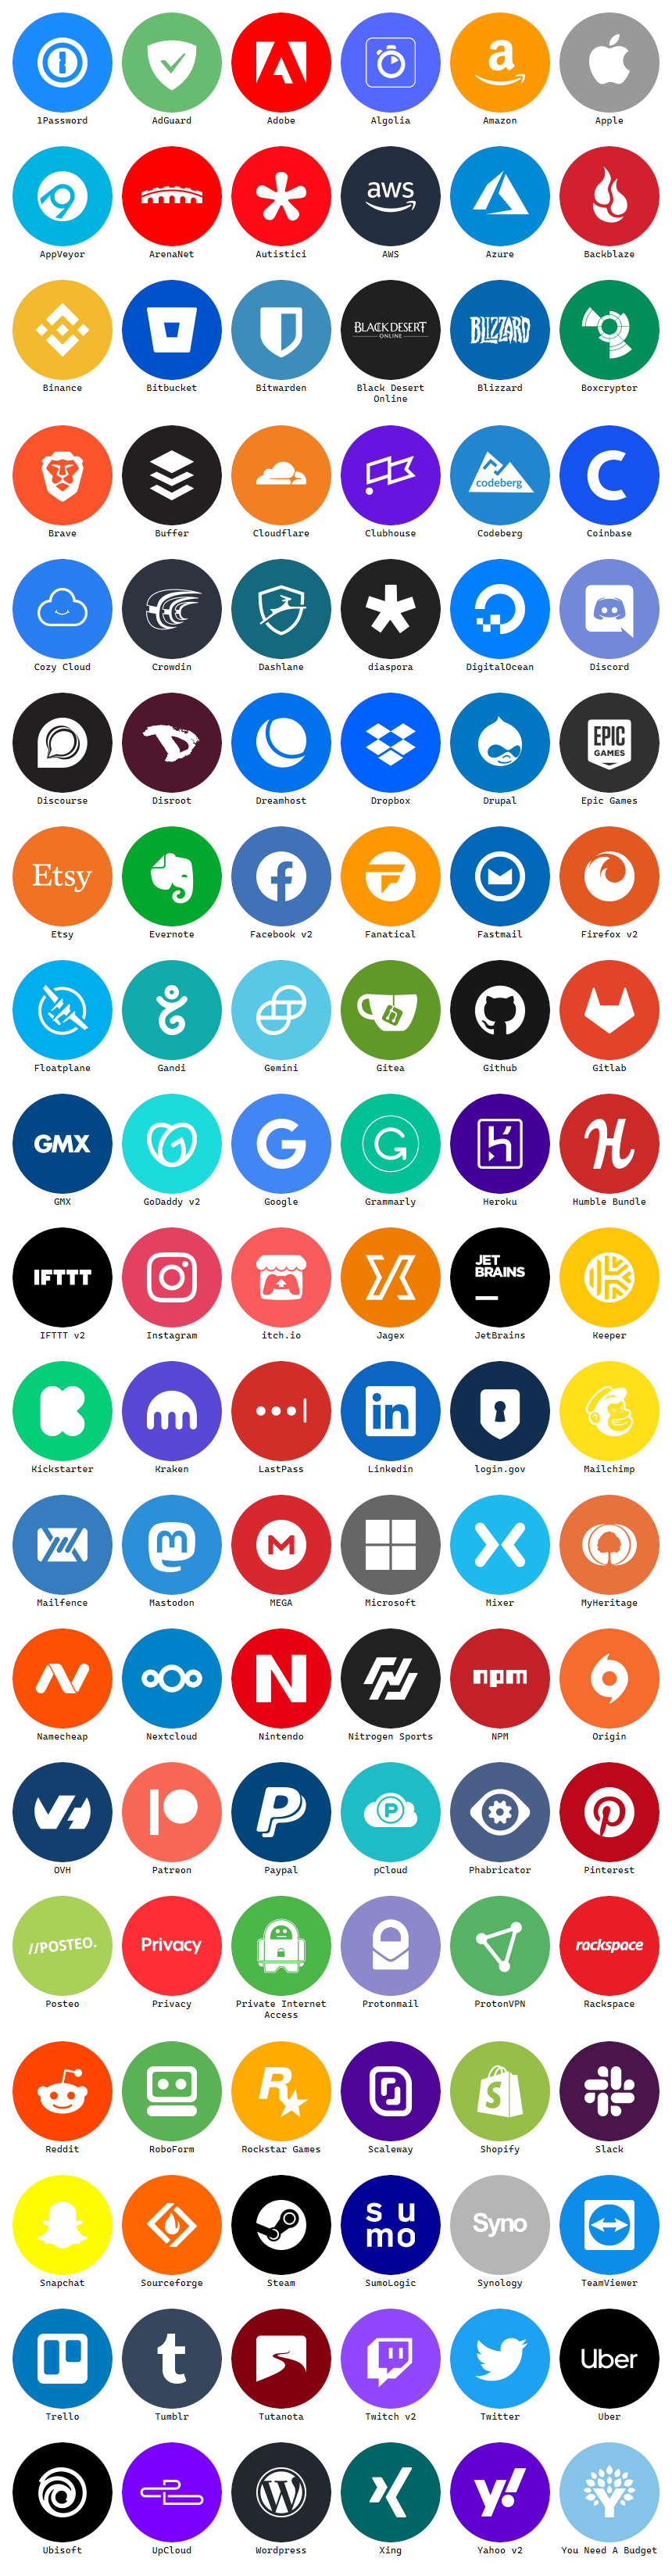 1Password AdGuard Adobe Algolia Amazon Apple
aws
AppVeyor ArenaNet Autistici AWS Azure Backblaze
BLACK DESERT
ONLINE
BLIZZARD
Binance Bitbucket Bitwarden Black Desert Blizzard Boxcryptor
Online
codeberg
Brave Buffer Cloudflare Clubhouse Codeberg Coinbase
Cozy Cloud Crowdin Dashlane diaspora DigitalOcean Discord
EPIC
GAMES
Discourse Disroot Dreamhost Dropbox Drupal Epic Games
Etsy
Etsy Evernote Facebook v2 Fanatical Fastmail Firefox v2
Floatplane Gandi Gemini Gitea Github Gitlab
GMX
GMX GoDaddy v2 Google Grammarly Heroku Humble Bundle
IFTTT
JET
BRAINS
IFTTT v2 Instagram itch.io Jagex JetBrains Keeper
in
Kickstarter Kraken LastPass Linkedin login.gov Mailchimp
Mailfence Mastodon MEGA Microsoft Mixer MyHeritage
npm
Namecheap Nextcloud Nintendo Nitrogen Sports NPM Origin
OVH Patreon Paypal pCloud Phabricator Pinterest
//POSTEO. Privacy rackspace
Posteo Privacy Private Internet Protonmail ProtonVPN Rackspace
Access
Reddit RoboForm Rockstar Games Scaleway Shopify Slack
su
mo
Syno
Snapchat Sourceforge Steam SumoLogic Synology TeamViewer
Uber
Trello Tumblr Tutanota Twitch v2 Twitter Uber
y!
Ubisoft UpCloud Wordpress Xing Yahoo v2 You Need A Budget